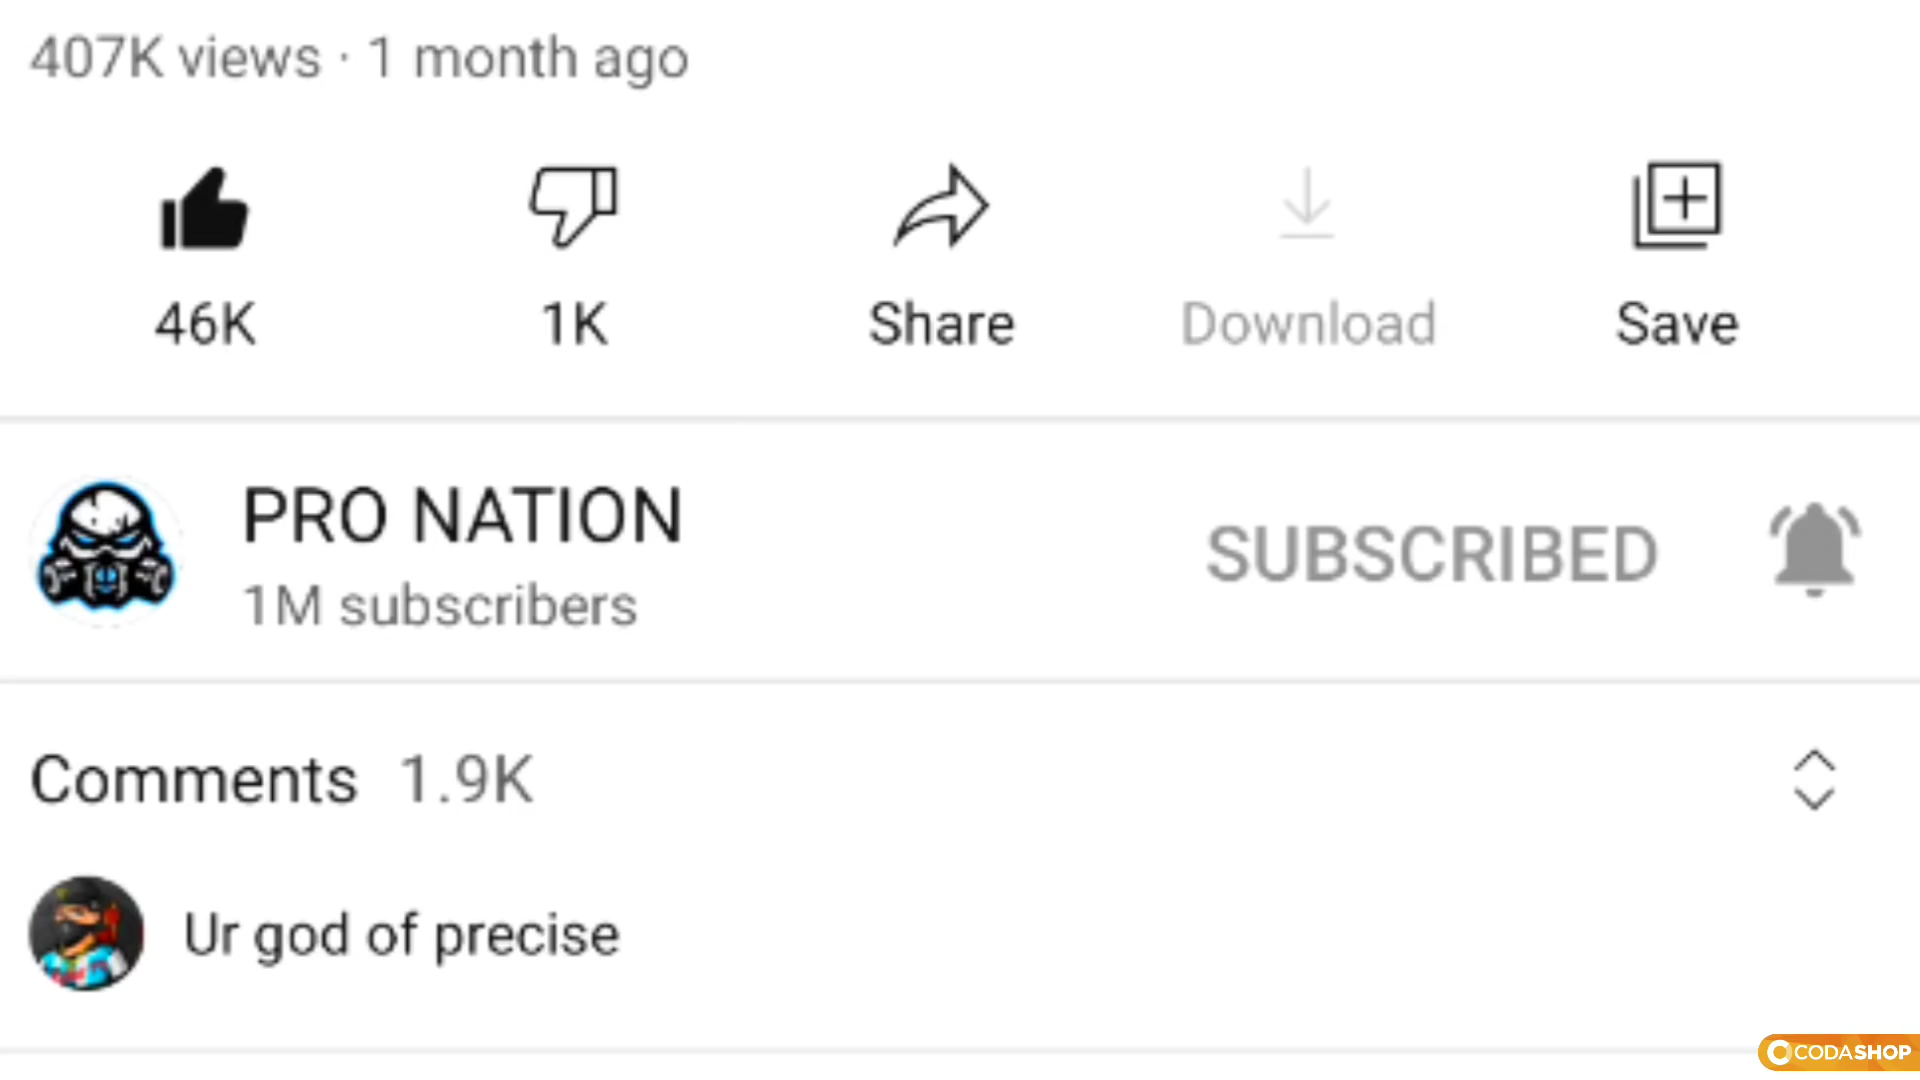 407K views · 1 month ago
46K
1K
Share
Download
Save
PRO NATION
1M subscribers
SUBSCRIBED
Comments 1.9K
Ur god of precise
CODASHOP